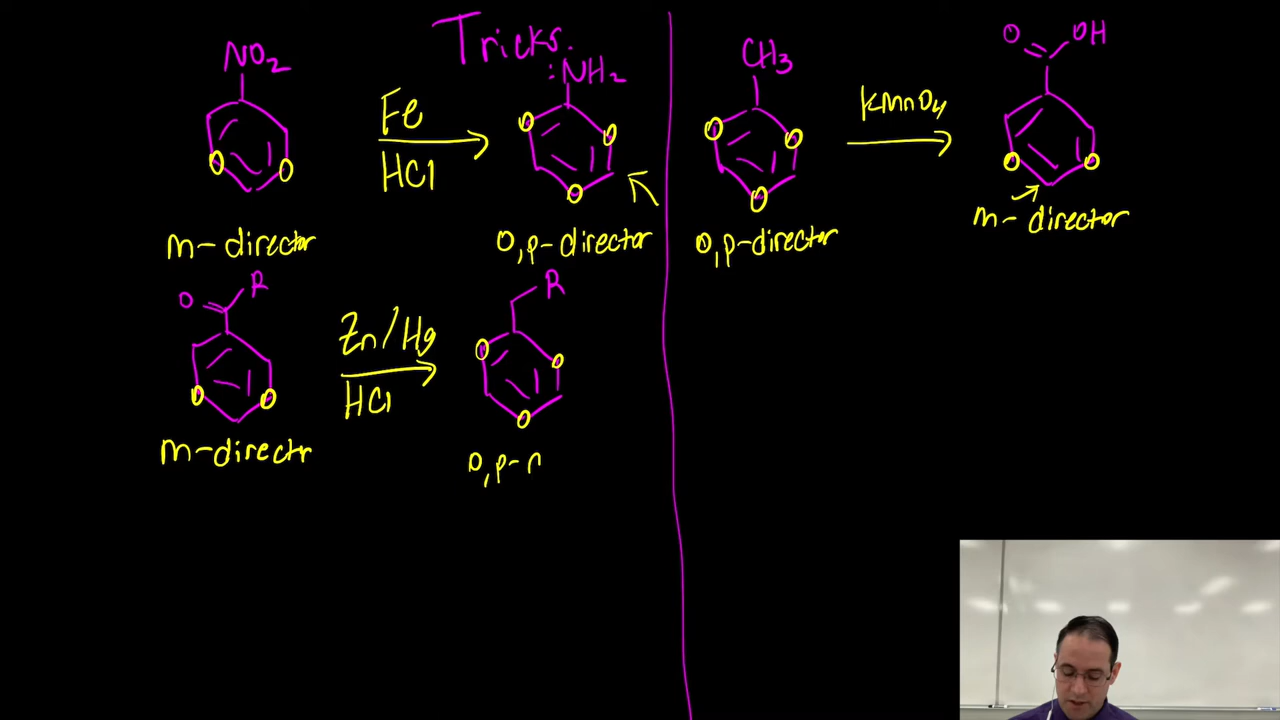 Tricks.
NO2
Fe
HCl
:NH2
m-director
O,p-director
O
R
Zn/Hg
HCl
R
m-directr
O,p-n
CH3
KMnO4
O
OH
O,p-director
m-director